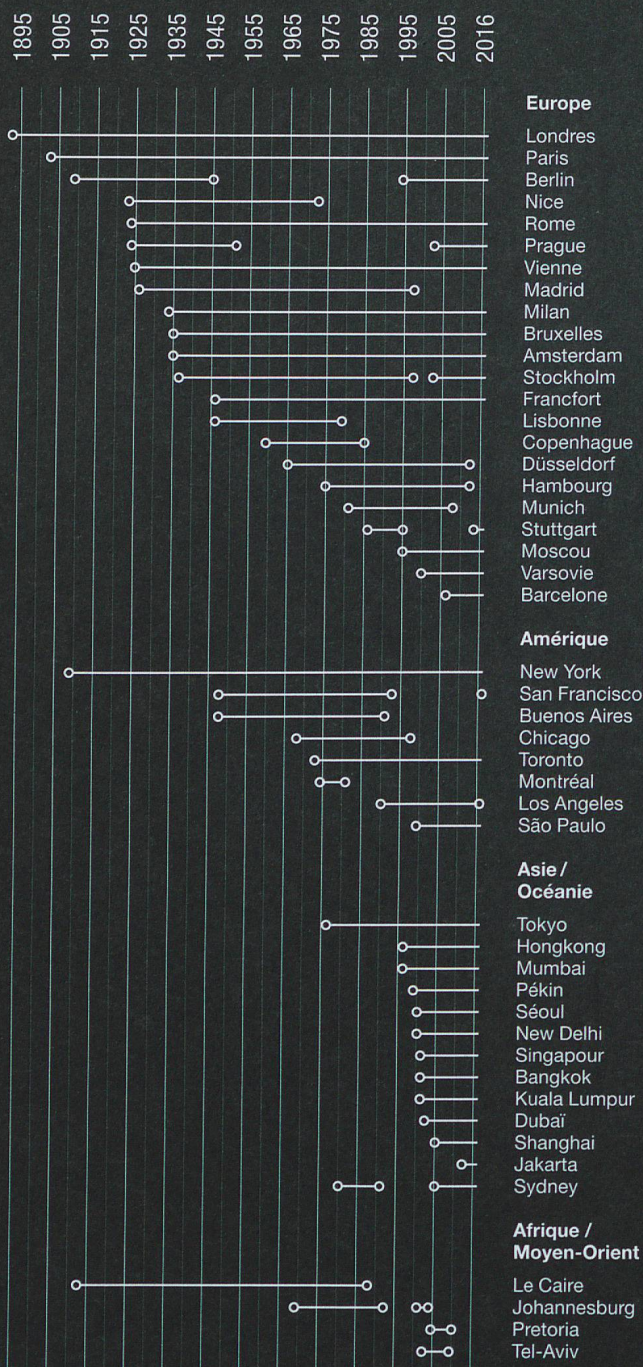 1895
1905
1915
1925
1935
1945
1955
1965
1975
1985
1995
2005
2016
Europe
Londres
Paris
Berlin
Nice
Rome
Prague
Vienne
Madrid
Milan
Bruxelles
Amsterdam
Stockholm
Francfort
Lisbonne
Copenhague
Düsseldorf
Hambourg
Munich
Stuttgart
Moscou
Varsovie
Barcelone
Amérique
New York
San Francisco
Buenos Aires
Chicago
Toronto
Montréal
Los Angeles
São Paulo
Asie /
Océanie
Tokyo
Hongkong
Mumbai
Pékin
Séoul
New Delhi
Singapour
Bangkok
Kuala Lumpur
Dubaï
Shanghai
Jakarta
Sydney
Afrique /
Moyen-Orient
Le Caire
Johannesburg
Pretoria
Tel-Aviv